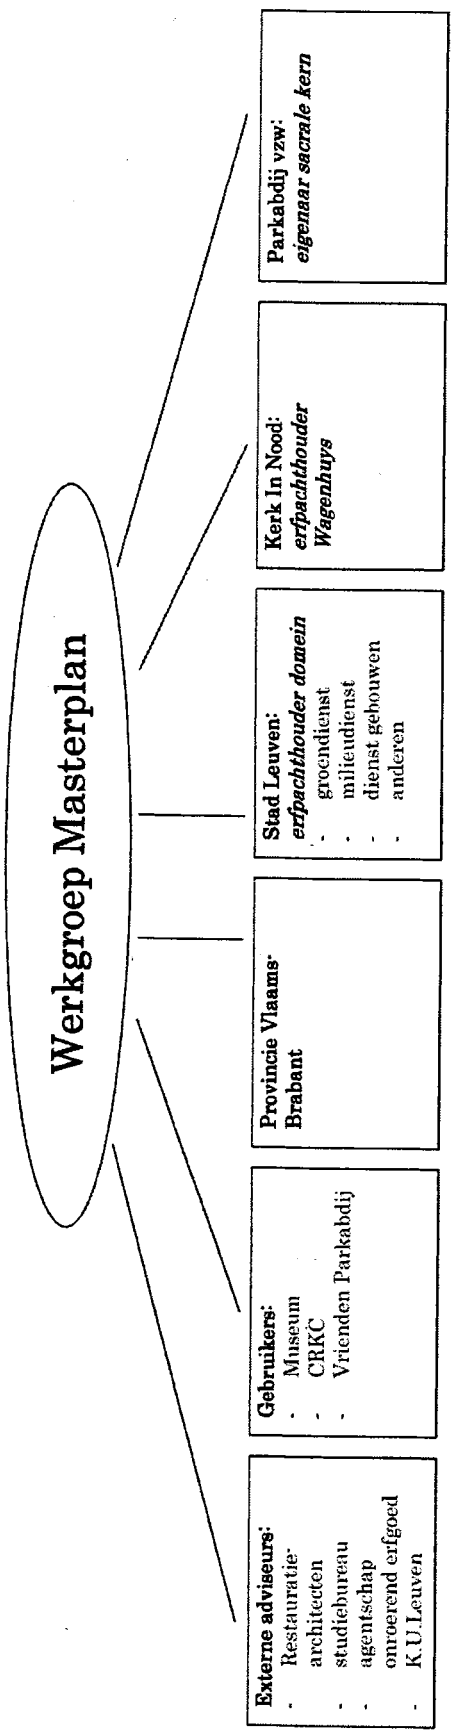 Werkgroep Masterplan
Externe adviseurs:
- Restauratie-
architecten
- studiebureau
- agentschap
onroerend erfgoed
- K.U.Leuven
Gebruikers:
- Museum
- CRKC
- Vrienden Parkabdij
Provincie Vlaams-
Brabant
Stad Leuven:
erfpachthouder domein
- groendienst
- milieudienst
- dienst gebouwen
- anderen
Kerk In Nood:
erfpachthouder
Wagenhuys
Parkabdij vzw:
eigenaar sacrale kern